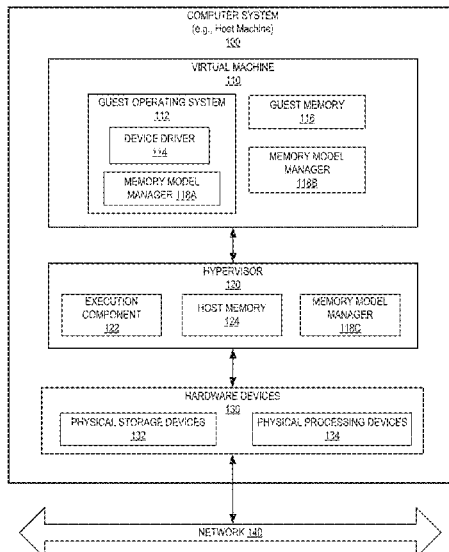 COMPUTER SYSTEM
(e.g., Host Machine)
100
VIRTUAL MACHINE
110
GUEST OPERATING SYSTEM
112
DEVICE DRIVER
114
MEMORY MODEL
MANAGER 118A
GUEST MEMORY
116
MEMORY MODEL
MANAGER
118B
HYPERVISOR
120
EXECUTION
COMPONENT
122
HOST MEMORY
124
MEMORY MODEL
MANAGER
118C
HARDWARE DEVICES
130
PHYSICAL STORAGE DEVICES
132
PHYSICAL PROCESSING DEVICES
134
NETWORK 140